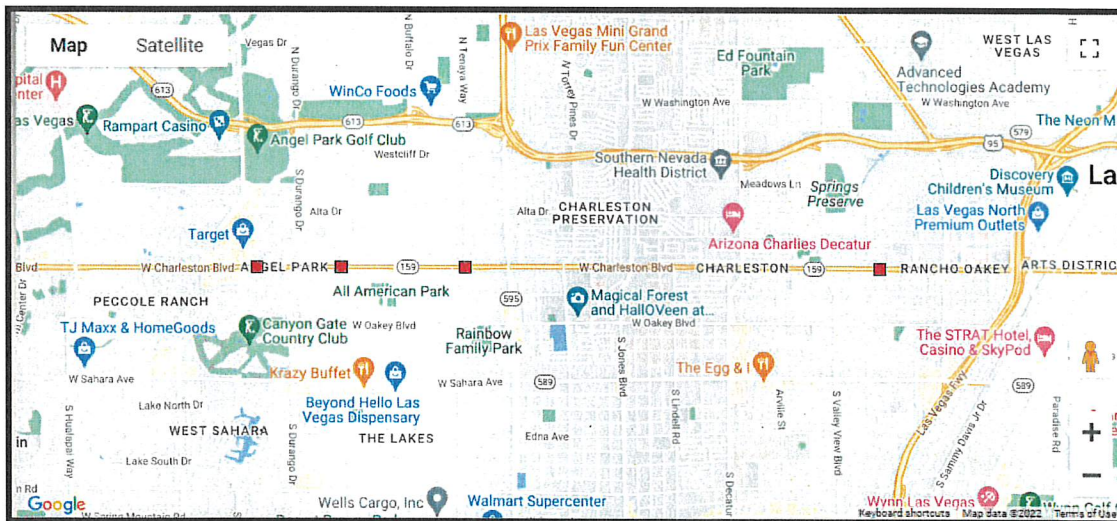 Map
Satellite
Vegas Dr
N Durango Dr
N Buffalo Dr
N Tenaya Way
Las Vegas Mini Grand
Prix Family Fun Center
N Torrey Pines Dr
Ed Fountain
Park
WEST LAS
VEGAS
Advanced
Technologies Academy
W Washington Ave
The Neon M
pital
enter
H
613
as Vegas
Rampart Casino
WinCo Foods
613
613
Angel Park Golf Club
Westcliff Dr
579
95
Southern Nevada
Health District
Meadows Ln
Springs
Preserve
Discovery
Children's Museum
La
S Durango Dr
Alta Dr
Alta Dr
CHARLESTON
PRESERVATION
Las Vegas North
Premium Outlets
Target
Arizona Charlies Decatur
Blvd
W Charleston Blvd
ANGEL PARK
159
W Charleston Blvd
CHARLESTON
159
RANCHO OAKEY
ARTS DISTRIC
W Center Dr
PECCOLE RANCH
All American Park
595
Magical Forest
and HallOVeen at...
W Oakey Blvd
W Oakey Blvd
TJ Maxx & HomeGoods
Canyon Gate
Country Club
Rainbow
Family Park
S Jones Blvd
The STRAT Hotel,
Casino & SkyPod
Krazy Buffet
The Egg & I
W Sahara Ave
W Sahara Ave
589
589
Beyond Hello Las
Vegas Dispensary
S Hualapai Way
Lake North Dr
WEST SAHARA
S Durango Dr
THE LAKES
Edna Ave
S Lindell Rd
Arville St
S Valley View Blvd
Las Vegas Fwy
S Sammy Davis Jr Dr
Paradise Rd
in
Lake South Dr
S Decatur
n Rd
Google
W Spring Mountain Rd
Wells Cargo, Inc
Walmart Supercenter
Wynn Las Vegas
Keyboard shortcuts
Map data ©2022
Terms of Use